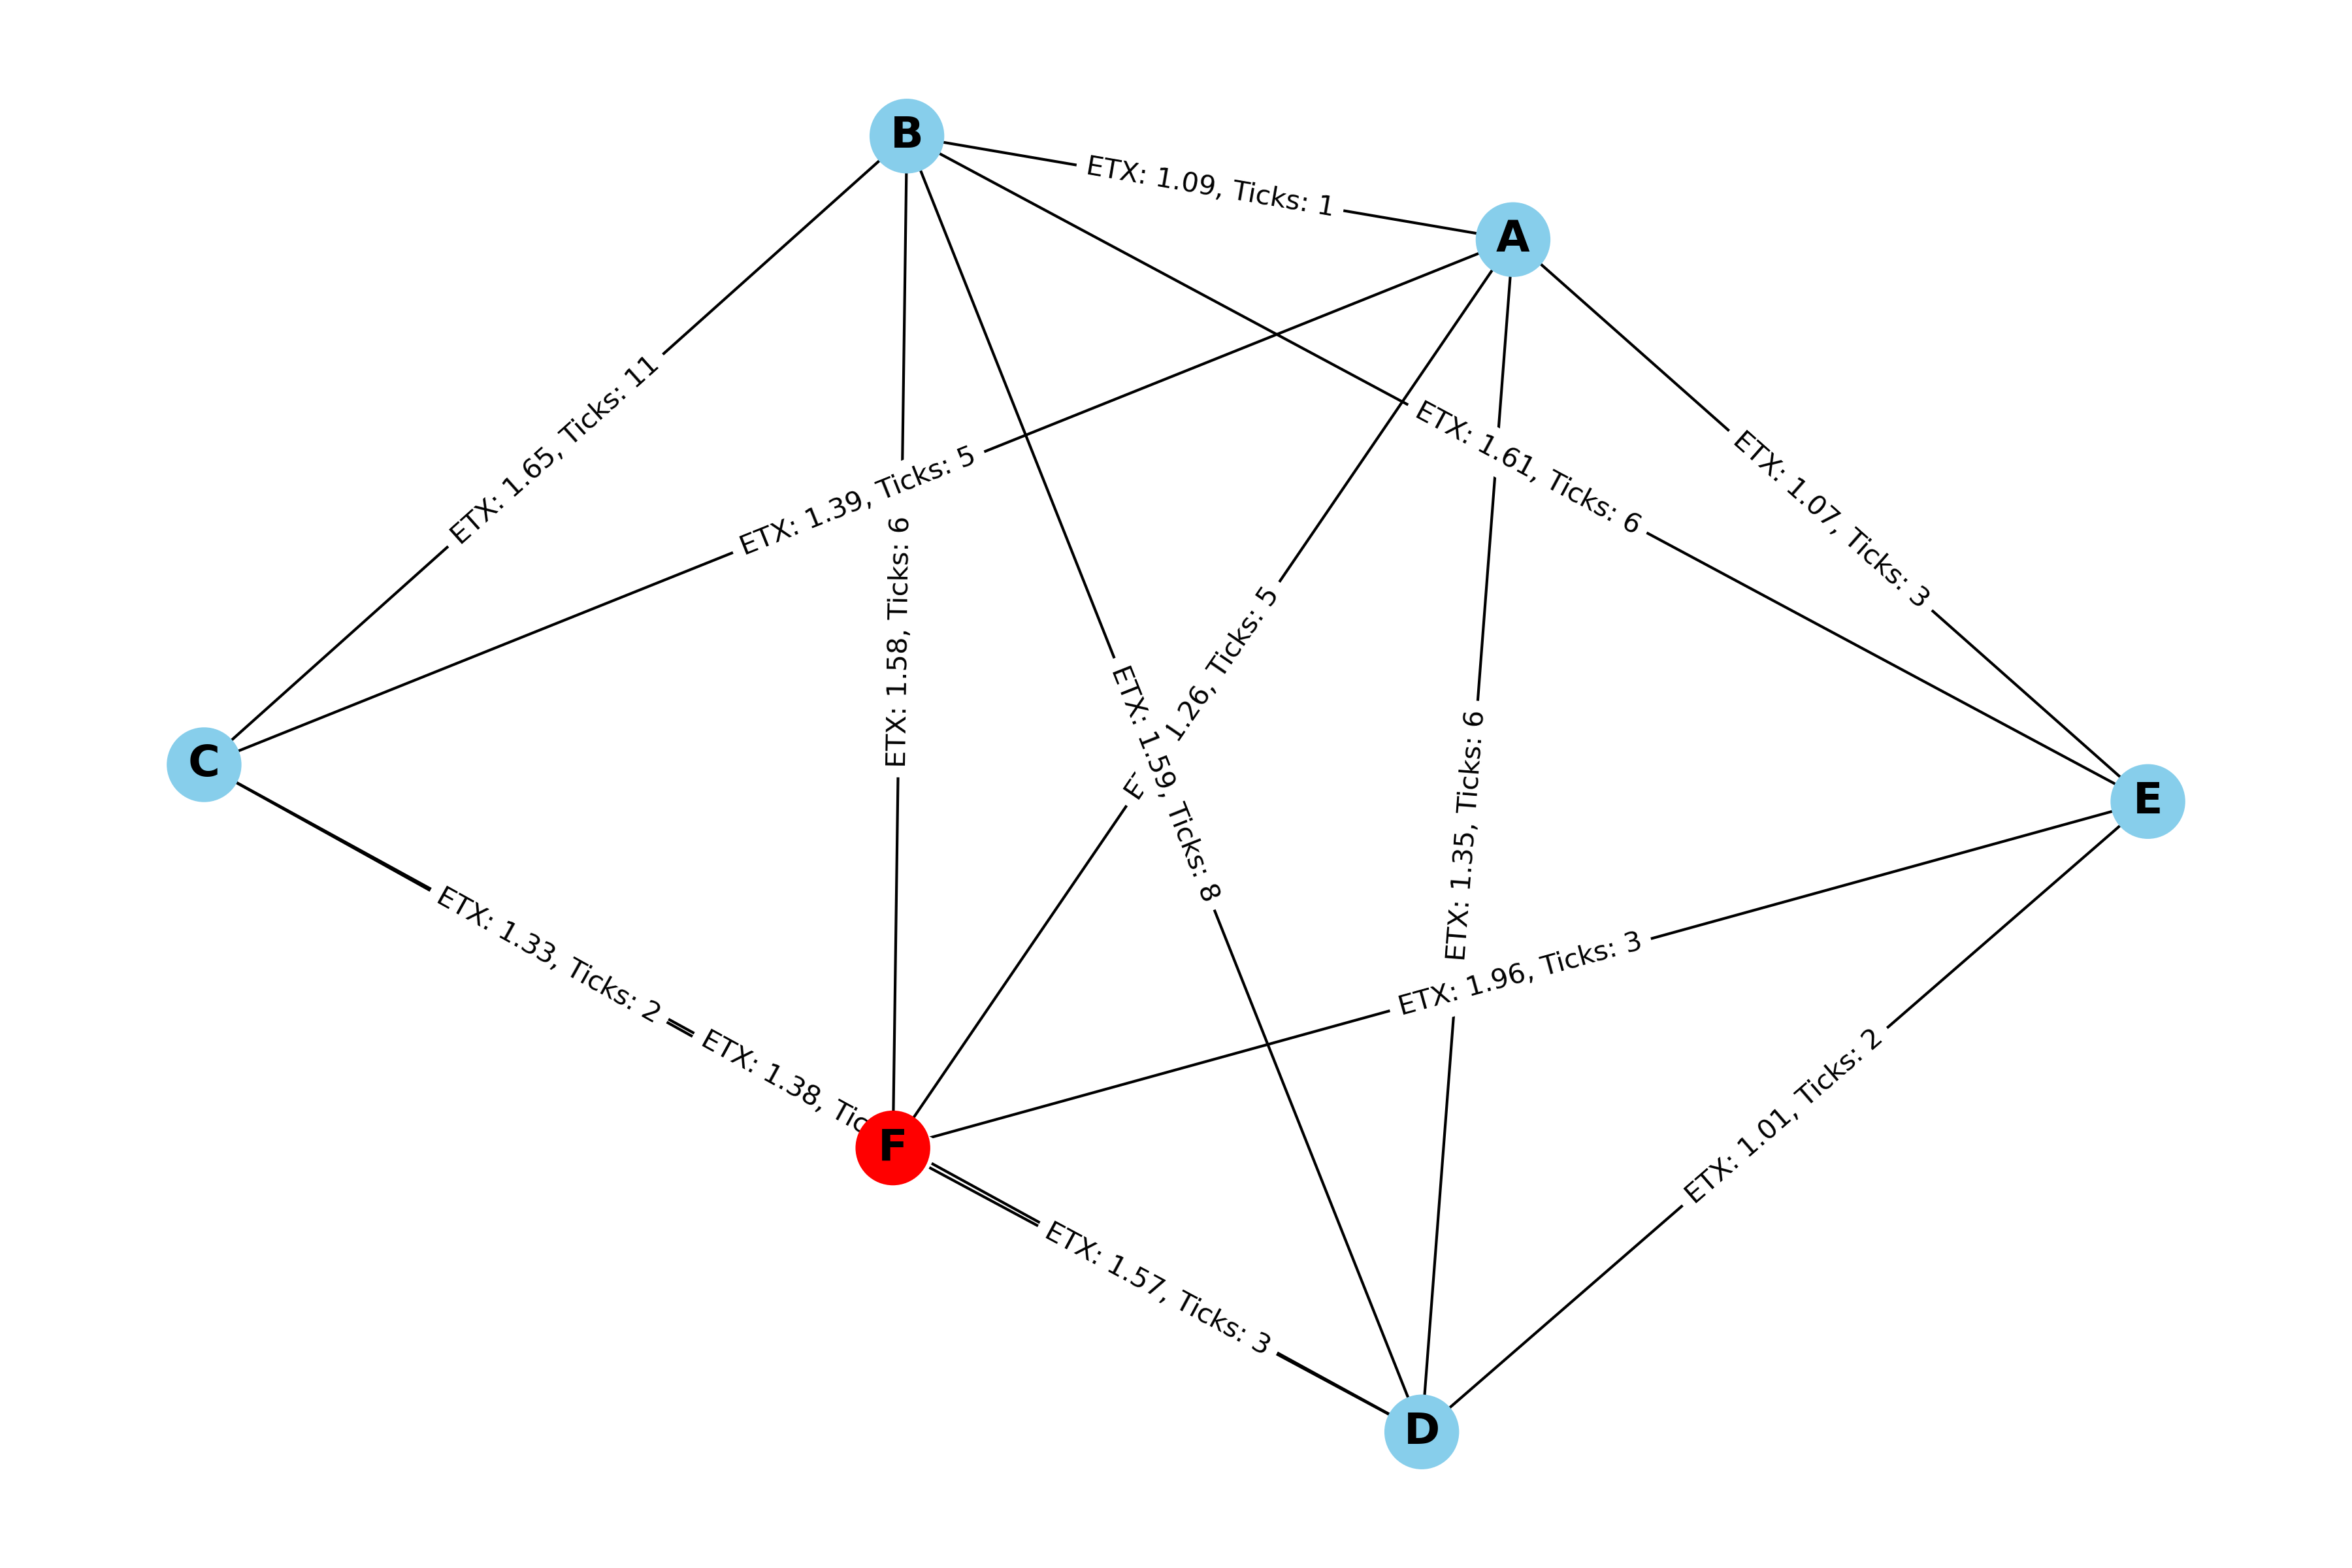 B
ETX: 1.09, Ticks: 1
A
ETX: 1.65, Ticks: 11
ETX: 1.39, Ticks: 5
ETX: 1.61, Ticks: 6
ETX: 1.07, Ticks: 3
ETX: 1.58, Ticks: 6
1.26, Ticks: 5
ETX: 1.59, Ticks: 8
ETX: 1.35, Ticks: 6
C
E
ETX: 1.33, Ticks: 2
ETX: 1.96, Ticks: 3
ETX: 1.38,
F
ETX: 1.01, Ticks: 2
ETX: 1.57, Ticks: 3
D